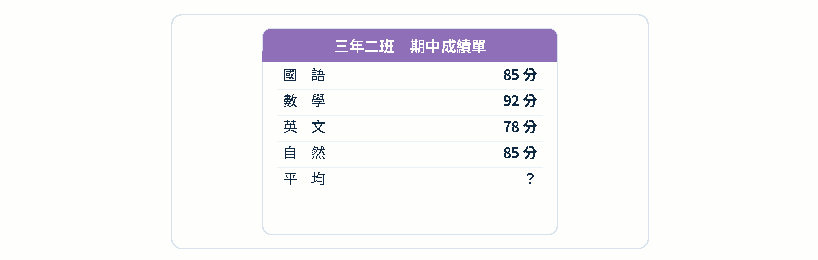 三年二班　期中成績單
國　語　85 分
數　學　92 分
英　文　78 分
自　然　85 分
平　均　?